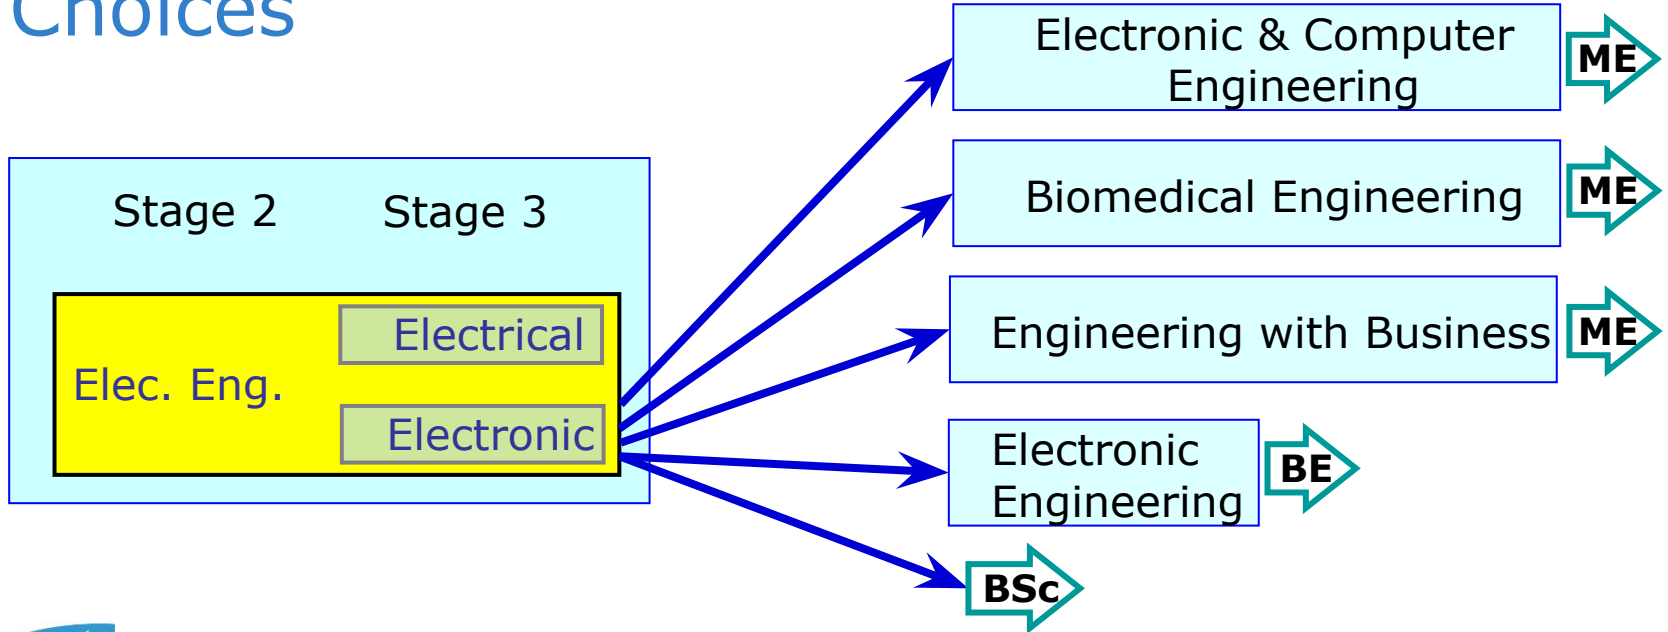 Choices
Stage 2
Stage 3
Elec. Eng.
Electrical
Electronic
Electronic & Computer
Engineering
ME
Biomedical Engineering
ME
Engineering with Business
ME
Electronic
Engineering
BE
BSc